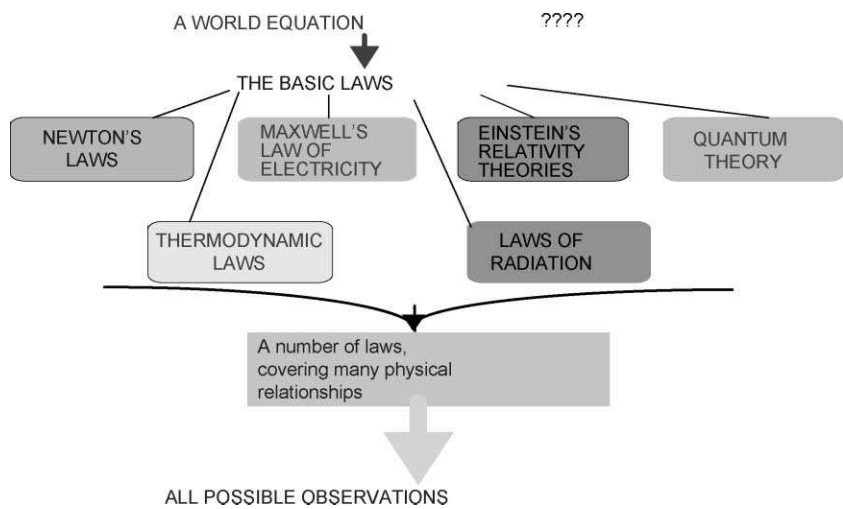 A WORLD EQUATION
????
THE BASIC LAWS
NEWTON'S
LAWS
MAXWELL'S
LAW OF
ELECTRICITY
EINSTEIN'S
RELATIVITY
THEORIES
QUANTUM
THEORY
THERMODYNAMIC
LAWS
LAWS OF
RADIATION
A number of laws,
covering many physical
relationships
ALL POSSIBLE OBSERVATIONS